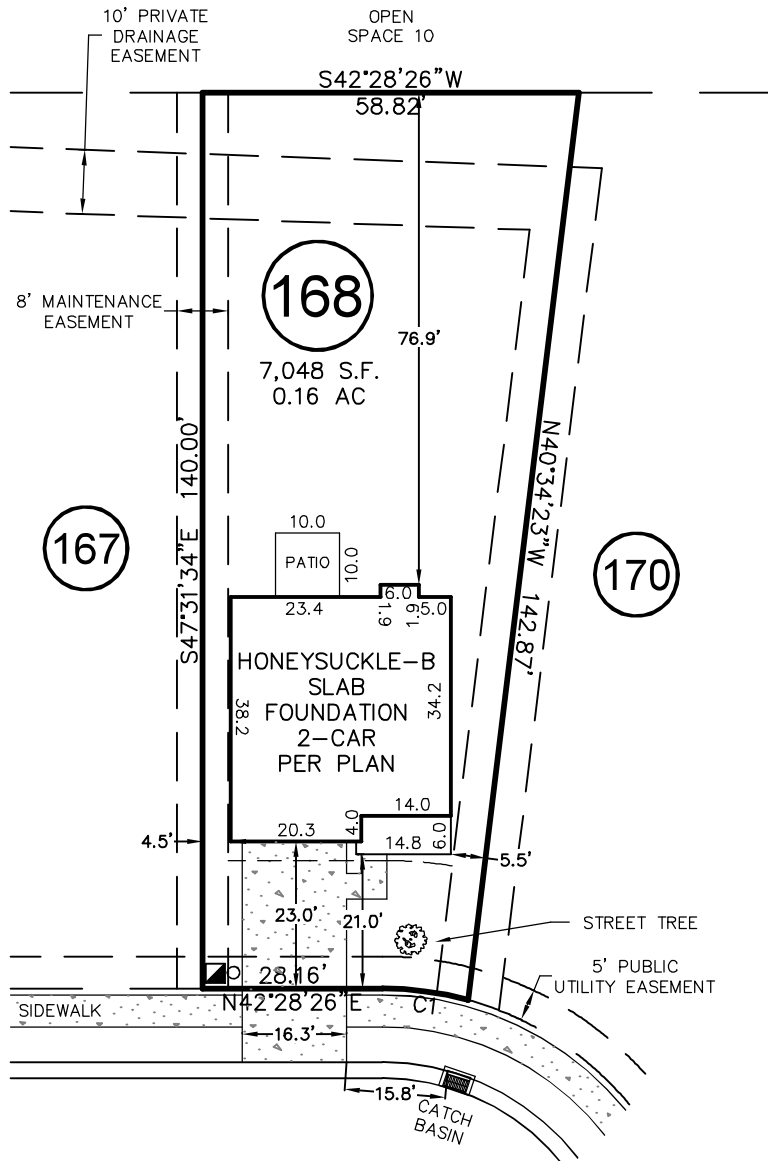 10' PRIVATE
DRAINAGE
EASEMENT
OPEN
SPACE 10
S42°28'26"W
58.82'
168
7,048 S.F.
0.16 AC
8' MAINTENANCE
EASEMENT
76.9'
S47°31'34"E 140.00'
N40°34'23"W 142.87'
167
170
10.0
PATIO
10.0
23.4
6.0
1.9
1.9
5.0
HONEYSUCKLE-B
SLAB
FOUNDATION
2-CAR
PER PLAN
38.2
34.2
14.0
20.3
4.0
14.8
6.0
4.5'
5.5'
23.0'
21.0'
STREET TREE
5' PUBLIC
UTILITY EASEMENT
28.16'
N42°28'26"E
C1
SIDEWALK
16.3'
15.8'
CATCH
BASIN